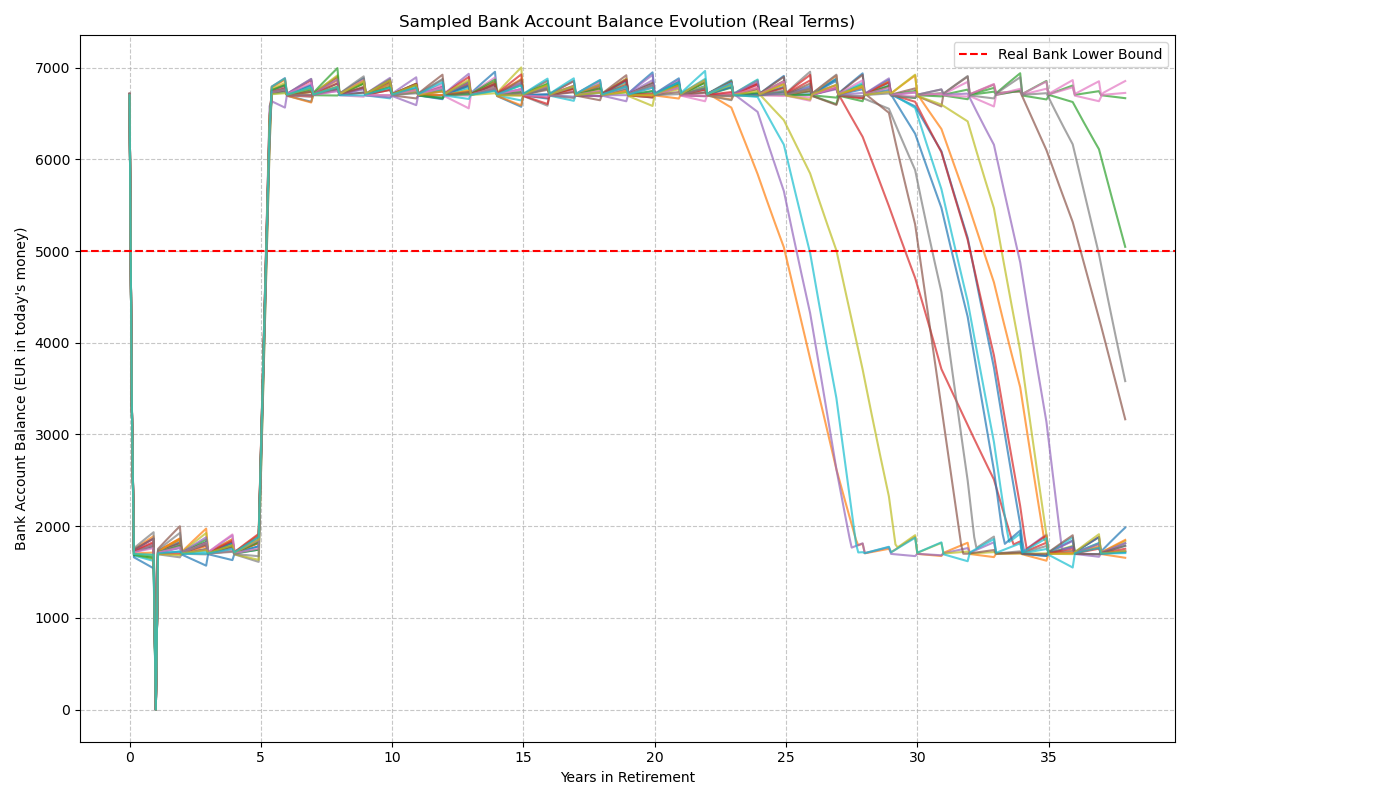 Sampled Bank Account Balance Evolution (Real Terms)
Real Bank Lower Bound
Bank Account Balance (EUR in today's money)
7000
6000
5000
4000
3000
2000
1000
0
0 5 10 15 20 25 30 35
Years in Retirement